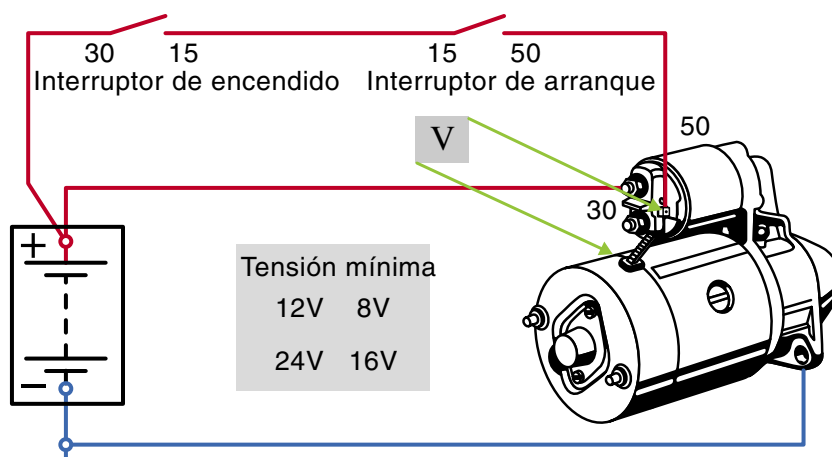 30 15 15 50
Interruptor de encendido Interruptor de arranque
V
50
30
+
Tensión mínima
12V 8V
24V 16V
−